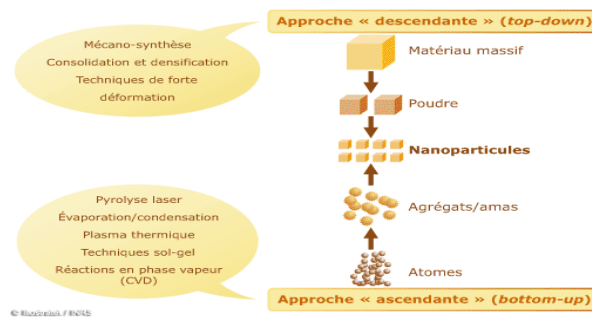 Approche « descendante » (top-down)
Mécano-synthèse
Consolidation et densification
Techniques de forte
déformation
Matériau massif
Poudre
Nanoparticules
Agrégats/amas
Atomes
Pyrolyse laser
Évaporation/condensation
Plasma thermique
Techniques sol-gel
Réactions en phase vapeur
(CVD)
Approche « ascendante » (bottom-up)